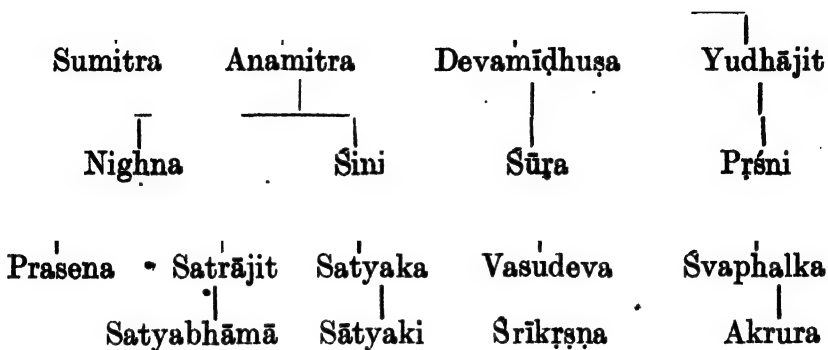 Sumitra Anamitra Devamīḍhuṣa Yudhājit
Nighna Śini Śūra Pṛśni
Prasena Satrājit Satyaka Vasudeva Śvaphalka
Satyabhāmā Sātyaki Śrīkṛṣṇa Akrura